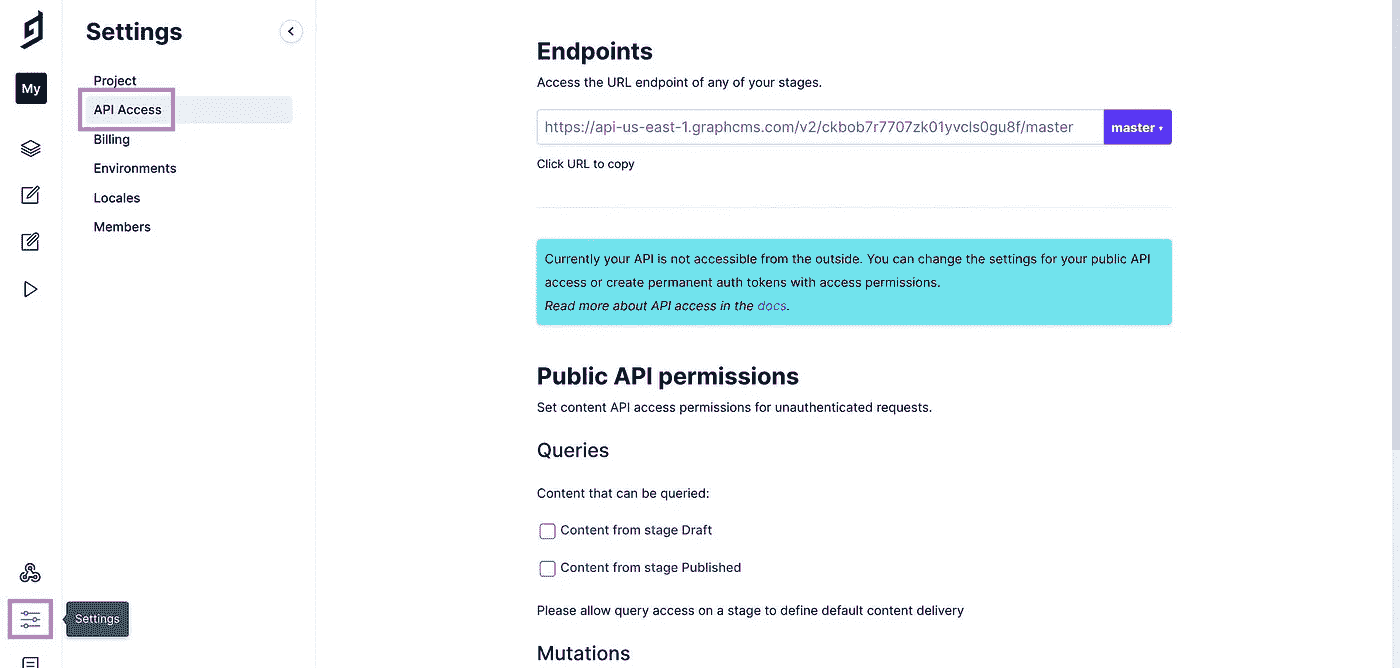 Settings
My
Project
API Access
Billing
Environments
Locales
Members
Settings
Endpoints
Access the URL endpoint of any of your stages.
https://api-us-east-1.graphcms.com/v2/ckbob7r7707zk01yvcls0gu8f/master
master
Click URL to copy
Currently your API is not accessible from the outside. You can change the settings for your public API
access or create permanent auth tokens with access permissions.
Read more about API access in the docs.
Public API permissions
Set content API access permissions for unauthenticated requests.
Queries
Content that can be queried:
Content from stage Draft
Content from stage Published
Please allow query access on a stage to define default content delivery
Mutations